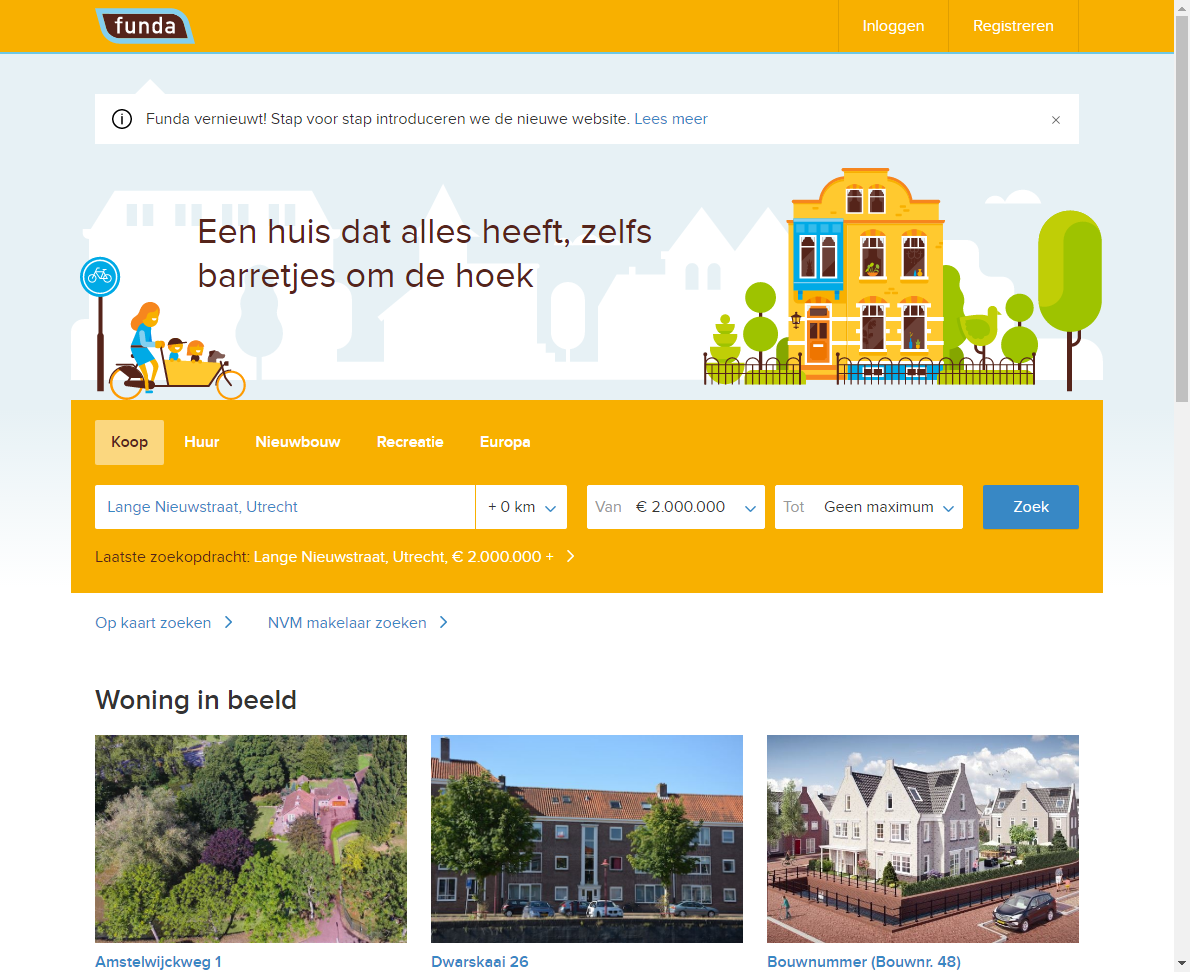 funda
Inloggen
Registreren
Funda vernieuwt! Stap voor stap introduceren we de nieuwe website. Lees meer
×
Een huis dat alles heeft, zelfs
barretjes om de hoek
Koop
Huur
Nieuwbouw
Recreatie
Europa
Lange Nieuwstraat, Utrecht
+ 0 km
Van € 2.000.000
Tot Geen maximum
Zoek
Laatste zoekopdracht: Lange Nieuwstraat, Utrecht, € 2.000.000 +
Op kaart zoeken
NVM makelaar zoeken
Woning in beeld
Amstelwijckweg 1
Dwarskaai 26
Bouwnummer (Bouwnr. 48)